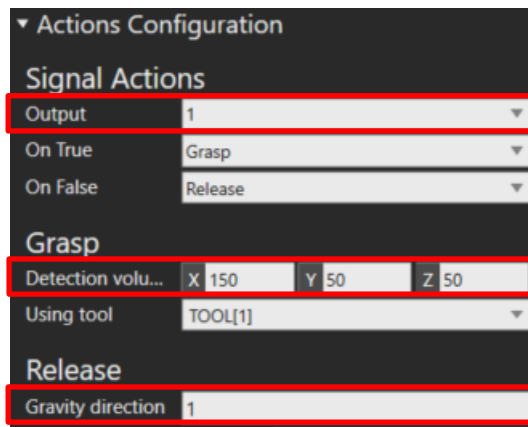 Actions Configuration
Signal Actions
Output 1
On True Grasp
On False Release
Grasp
Detection volu... X 150 Y 50 Z 50
Using tool TOOL[1]
Release
Gravity direction 1